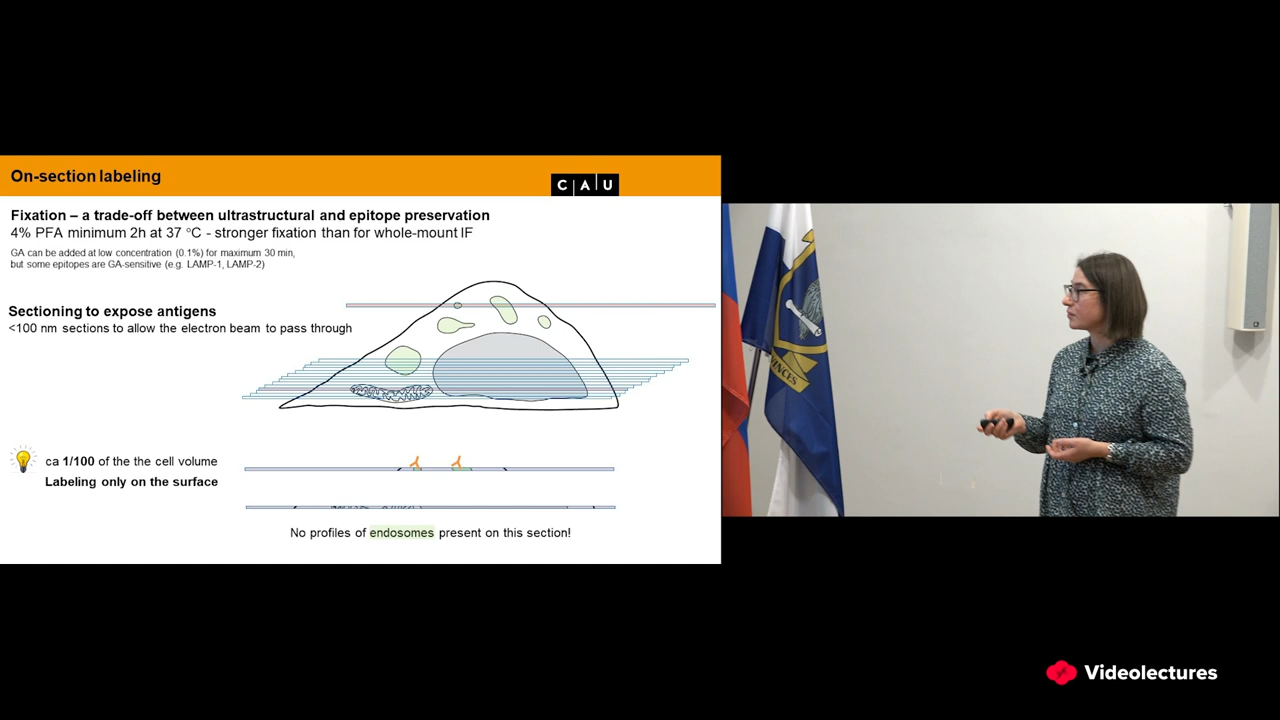 On-section labeling
C A U
Fixation – a trade-off between ultrastructural and epitope preservation
4% PFA minimum 2h at 37 °C - stronger fixation than for whole-mount IF
GA can be added at low concentration (0.1%) for maximum 30 min,
but some epitopes are GA-sensitive (e.g. LAMP-1, LAMP-2)
Sectioning to expose antigens
<100 nm sections to allow the electron beam to pass through
ca 1/100 of the the cell volume
Labeling only on the surface
No profiles of endosomes present on this section!
INCES
Videolectures